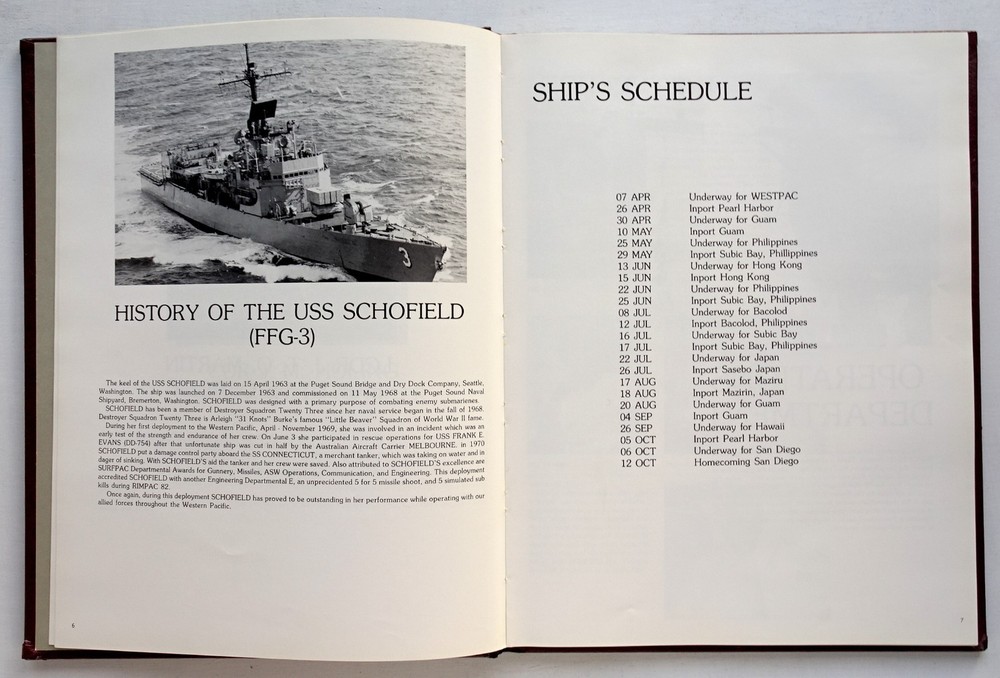 3
HISTORY OF THE USS SCHOFIELD
(FFG-3)
The keel of the USS SCHOFIELD was laid on 15 April 1963 at the Puget Sound Bridge and Dry Dock Company, Seattle,
Washington. The ship was launched on 7 December 1963 and commissioned on 11 May 1968 at the Puget Sound Naval
Shipyard, Bremerton, Washington. SCHOFIELD was designed with a primary purpose of combating enemy submarines.
SCHOFIELD has been a member of Destroyer Squadron Twenty Three since her naval service began in the fall of 1968.
Destroyer Squadron Twenty Three is Arleigh "31 Knots" Burke's famous "Little Beaver" Squadron of World War II fame.
During her first deployment to the Western Pacific, April - November 1969, she was involved in an incident which was an
early test of the strength and endurance of her crew. On June 3 she participated in rescue operations for USS FRANK E.
EVANS (DD-754) after that unfortunate ship was cut in half by the Australian Aircraft Carrier MELBOURNE. in 1970
SCHOFIELD put a damage control party aboard the SS CONNECTICUT, a merchant tanker, which was taking on water and in
dager of sinking. With SCHOFIELD'S aid the tanker and her crew were saved. Also attributed to SCHOFIELD'S excellence are
SURFPAC Departmental Awards for Gunnery, Missiles, ASW Operations, Communication, and Engineering. This deployment
accredited SCHOFIELD with another Engineering Departmental E, an unprecidented 5 for 5 missile shoot, and 5 simulated sub
kills during RIMPAC 82.
Once again, during this deployment SCHOFIELD has proved to be outstanding in her performance while operating with our
allied forces throughout the Western Pacific.
6
SHIP'S SCHEDULE
07 APR Underway for WESTPAC
26 APR Inport Pearl Harbor
30 APR Underway for Guam
10 MAY Inport Guam
25 MAY Underway for Philippines
29 MAY Inport Subic Bay, Phillippines
13 JUN Underway for Hong Kong
15 JUN Inport Hong Kong
22 JUN Underway for Philippines
25 JUN Inport Subic Bay, Philippines
08 JUL Underway for Bacolod
12 JUL Inport Bacolod, Philippines
16 JUL Underway for Subic Bay
17 JUL Inport Subic Bay, Philippines
22 JUL Underway for Japan
26 JUL Inport Sasebo Japan
17 AUG Underway for Maziru
18 AUG Inport Mazirin, Japan
20 AUG Underway for Guam
04 SEP Inport Guam
26 SEP Underway for Hawaii
05 OCT Inport Pearl Harbor
06 OCT Underway for San Diego
12 OCT Homecoming San Diego
7